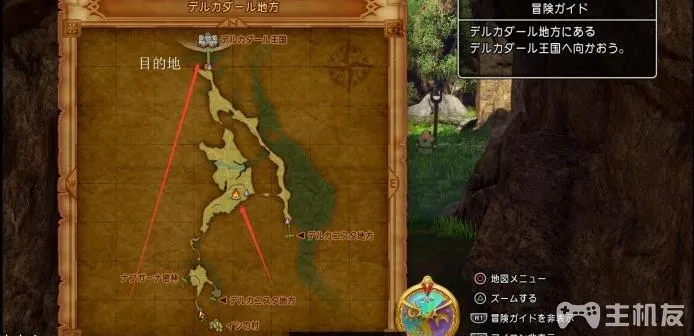 デルカダール地方
冒険ガイド
デルカダール地方にある
デルカダール王国へ向かおう。
N
デルカダール王国
目的地
W
E
デルカコスタ地方
ナプガーナ密林
デルカコスタ地方
イシの村
地図メニュー
ズームする
R1 冒険ガイドを非表示
主机友